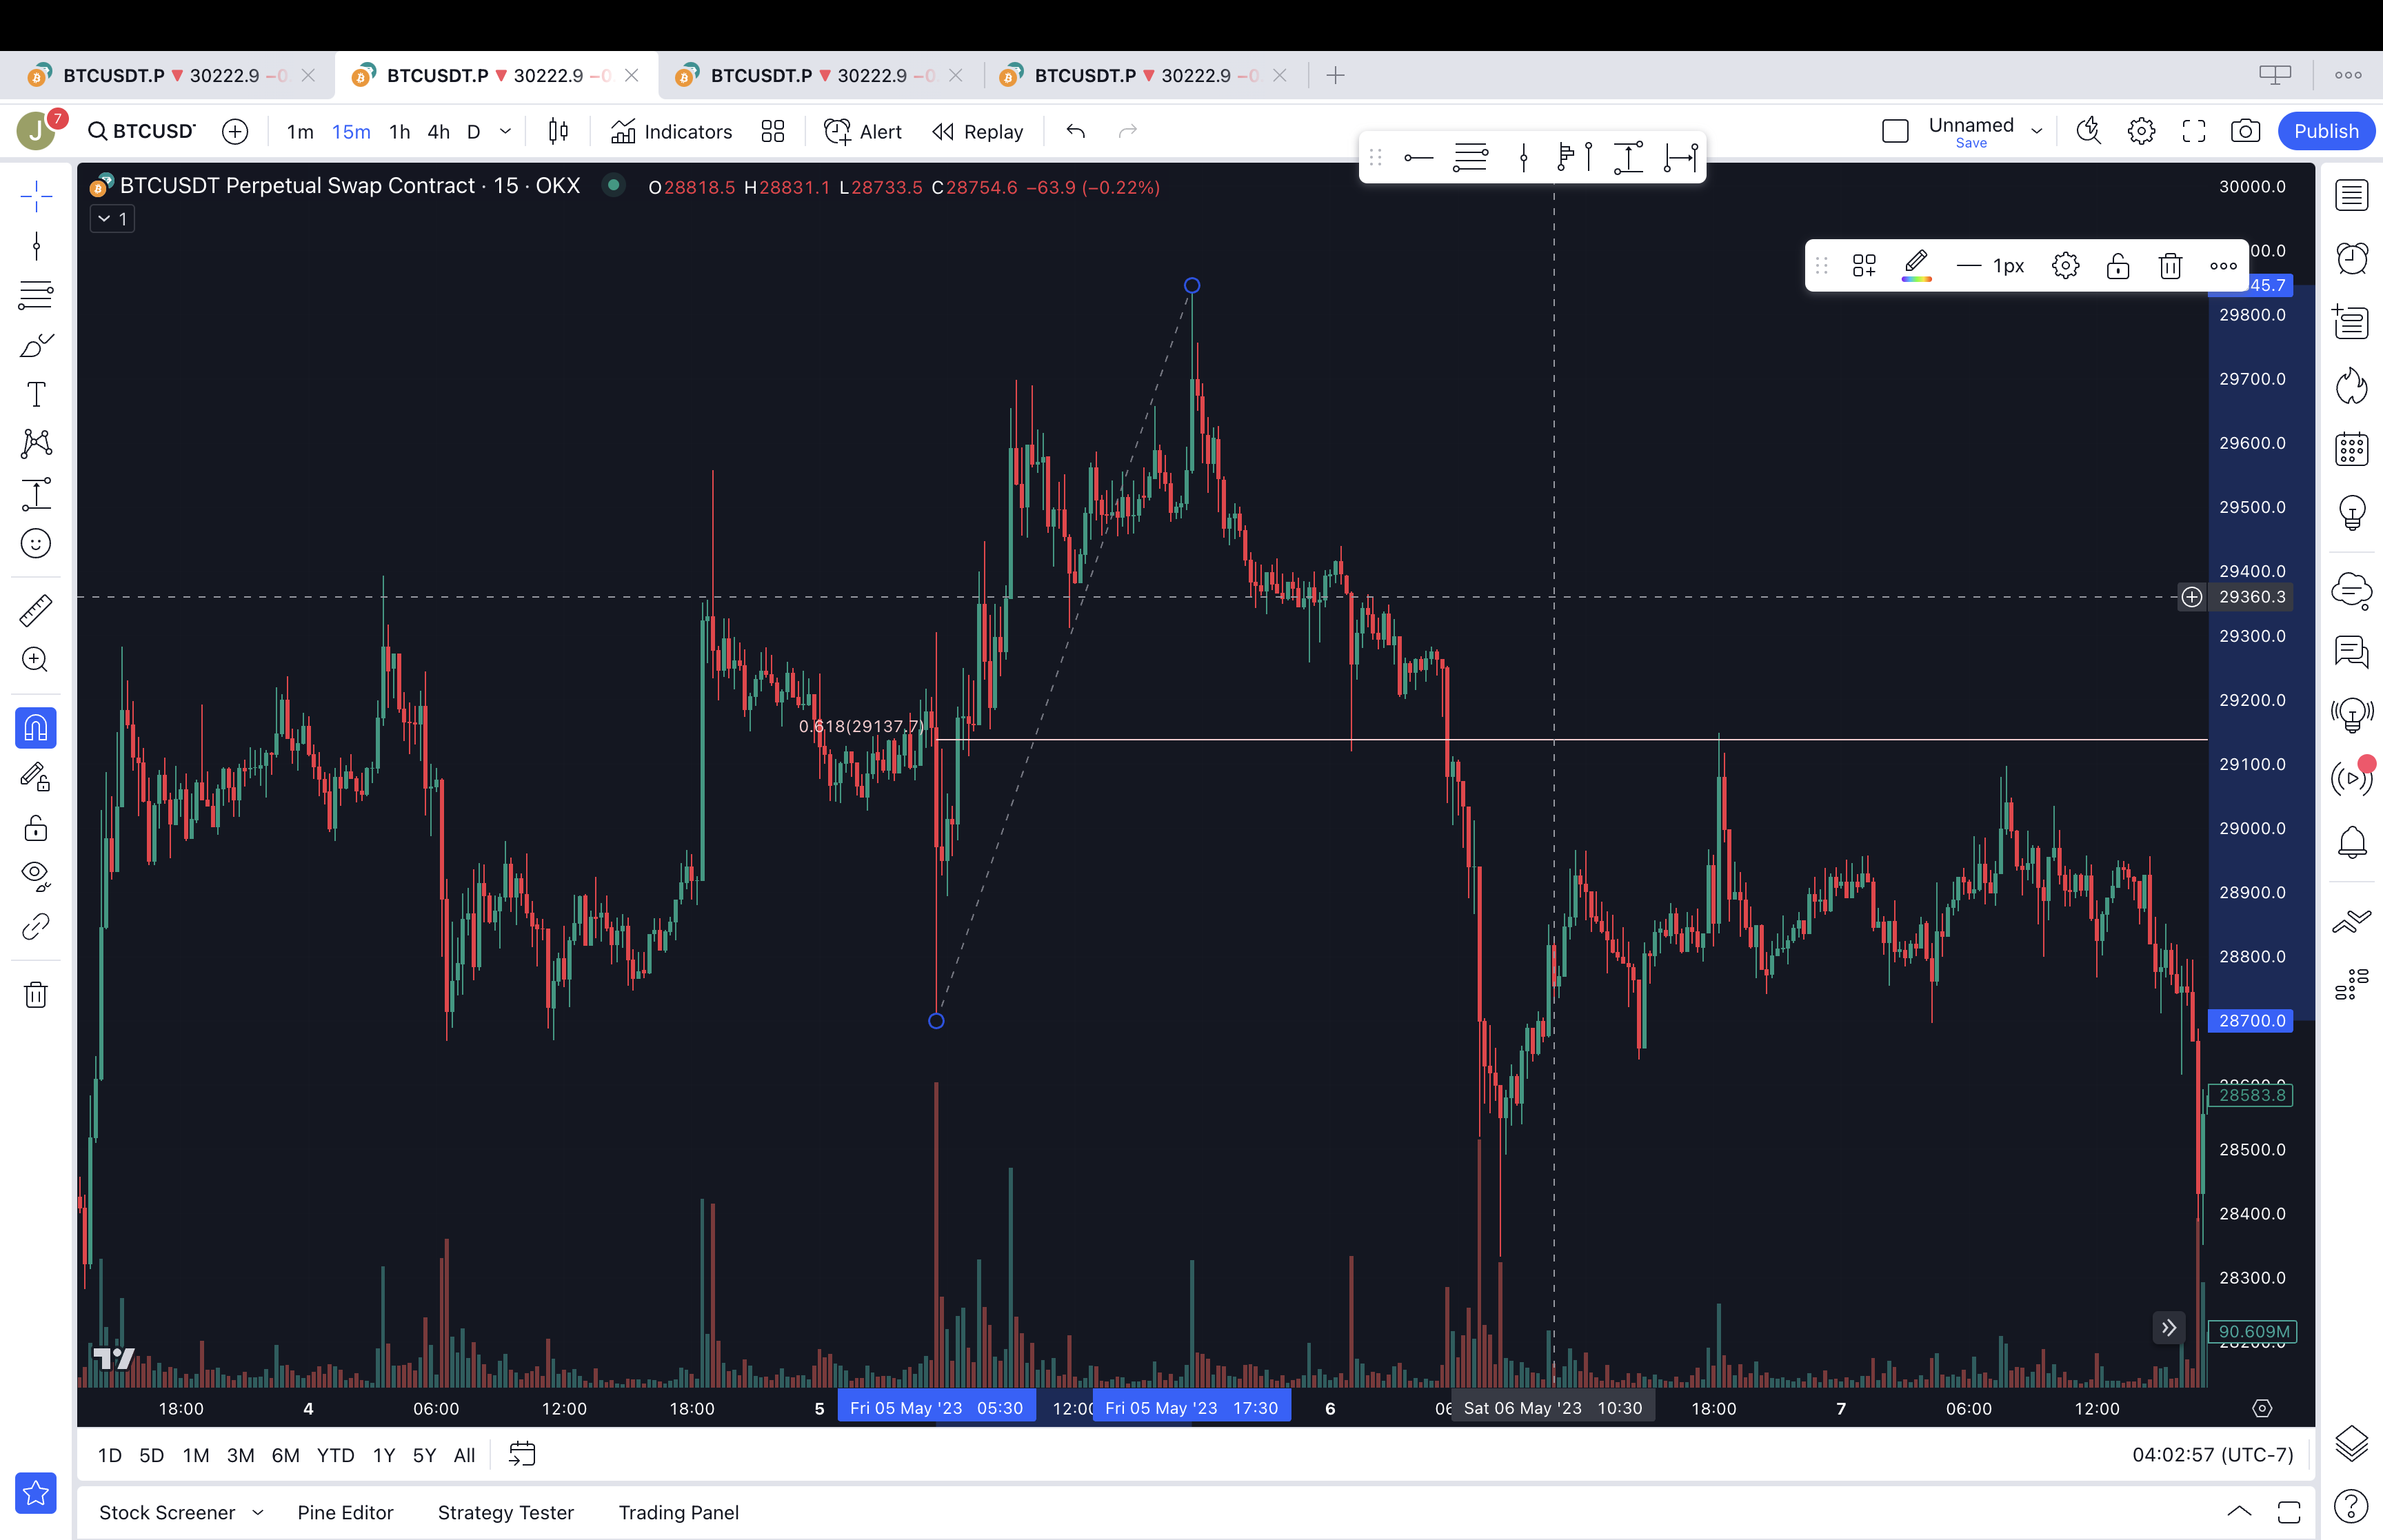 BTCUSDT.P ▼ 30222.9 −0 BTCUSDT.P ▼ 30222.9 −0 BTCUSDT.P ▼ 30222.9 −0 BTCUSDT.P ▼ 30222.9 −0
J 7 BTCUSDT 1m 15m 1h 4h D Indicators Alert Replay Unnamed Save Publish
BTCUSDT Perpetual Swap Contract · 15 · OKX O28818.5 H28831.1 L28733.5 C28754.6 −63.9 (−0.22%)
1
1px
30000.0
00.0
45.7
29800.0
29700.0
29600.0
29500.0
29400.0
29360.3
29300.0
29200.0
0.618(29137.7)
29100.0
29000.0
28900.0
28800.0
28700.0
28583.8
28500.0
28400.0
28300.0
90.609M
18:00 4 06:00 12:00 18:00 5 Fri 05 May '23 05:30 12:00 Fri 05 May '23 17:30 6 06 Sat 06 May '23 10:30 18:00 7 06:00 12:00
1D 5D 1M 3M 6M YTD 1Y 5Y All 04:02:57 (UTC-7)
Stock Screener Pine Editor Strategy Tester Trading Panel